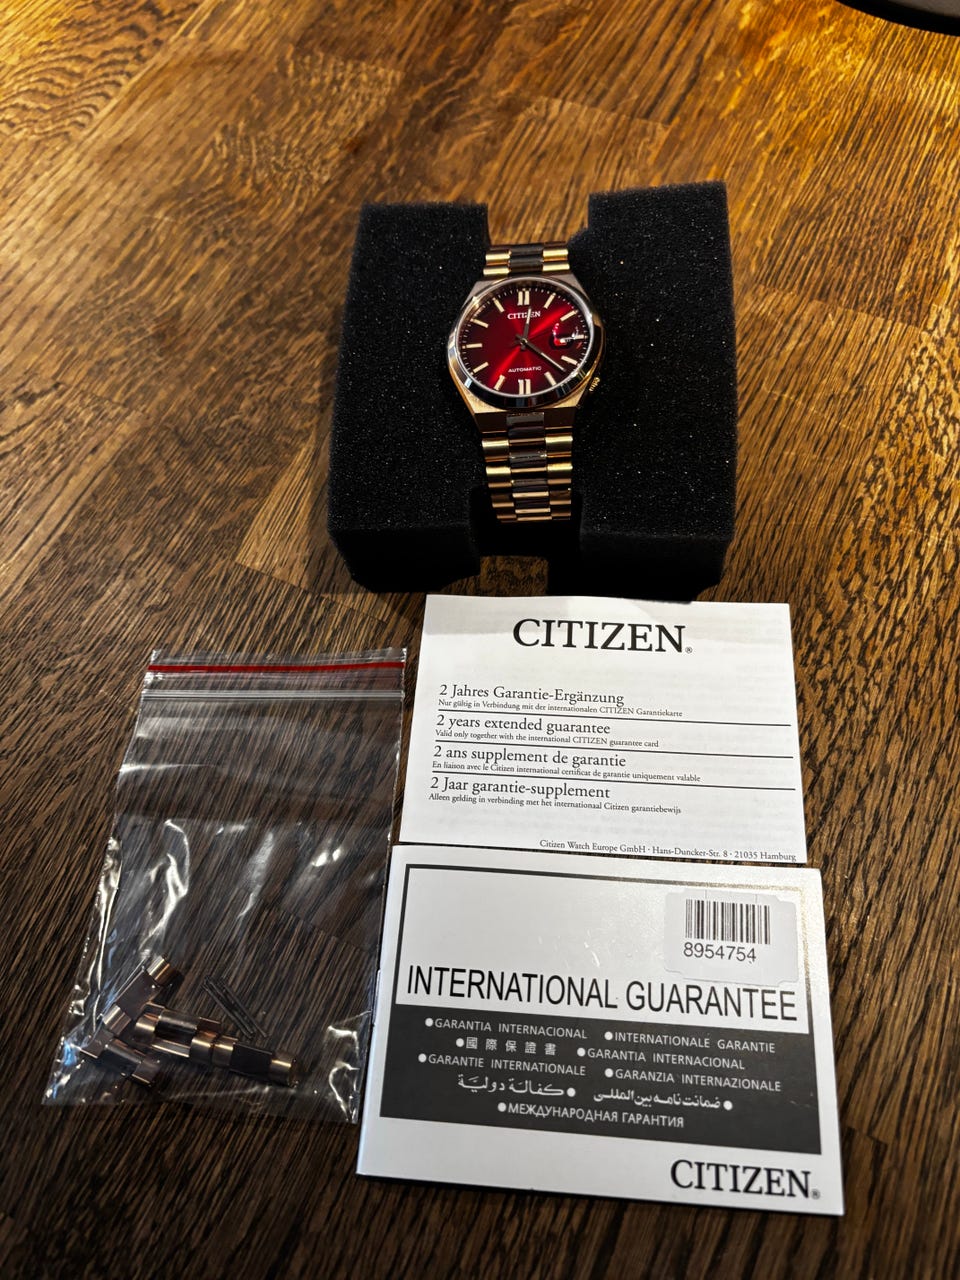 CITIZEN
AUTOMATIC
CITIZEN®
2 Jahres Garantie-Ergänzung
Nur gültig in Verbindung mit der internationalen CITIZEN Garantiekarte
2 years extended guarantee
Valid only together with the international CITIZEN guarantee card
2 ans supplement de garantie
En liaison avec le Citizen international certificat de garantie uniquement valable
2 Jaar garantie-supplement
Alleen gelding in verbinding met het internationaal Citizen garantiebewijs
Citizen Watch Europe GmbH · Hans-Duncker-Str. 8 · 21035 Hamburg
8954754
INTERNATIONAL GUARANTEE
●GARANTIA INTERNACIONAL ●INTERNATIONALE GARANTIE
●國際保證書 ●GARANTIA INTERNACIONAL
●GARANTIE INTERNATIONALE ●GARANZIA INTERNAZIONALE
●كفالة دولية ●ضمانت نامه بین المللی
●МЕЖДУНАРОДНАЯ ГАРАНТИЯ
CITIZEN®